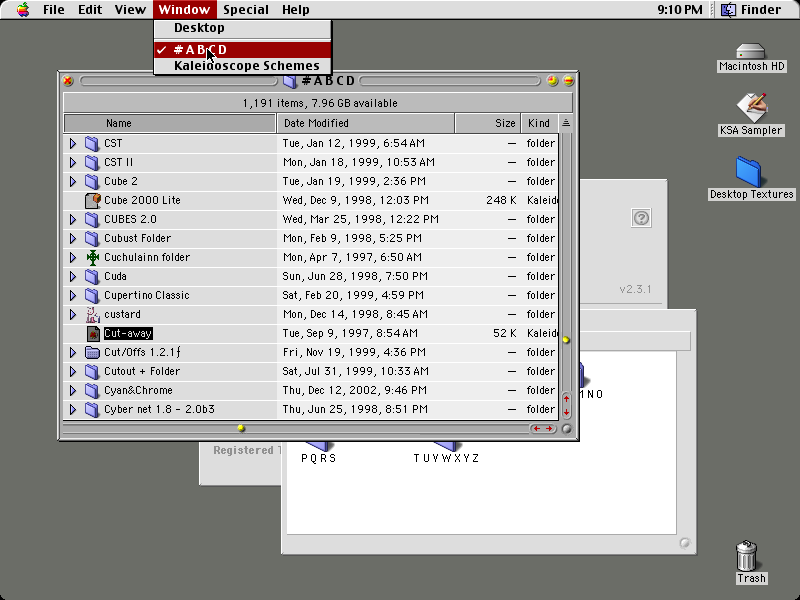 File Edit View Window Special Help 9:10 PM Finder
Desktop
✓ #ABCD
Kaleidoscope Schemes
#ABCD
1,191 items, 7.96 GB available
Name Date Modified Size Kind
CST Tue, Jan 12, 1999, 6:54 AM — folder
CST II Mon, Jan 18, 1999, 10:53 AM — folder
Cube 2 Tue, Jan 19, 1999, 2:36 PM — folder
Cube 2000 Lite Wed, Dec 9, 1998, 12:03 PM 248 K Kaleid
CUBES 2.0 Wed, Mar 25, 1998, 12:22 PM — folder
Cubust Folder Mon, Feb 9, 1998, 5:25 PM — folder
Cuchulainn folder Mon, Apr 7, 1997, 6:50 AM — folder
Cuda Sun, Jun 28, 1998, 7:50 PM — folder
Cupertino Classic Sat, Feb 20, 1999, 4:59 PM — folder
custard Mon, Dec 14, 1998, 8:45 AM — folder
Cut-away Tue, Sep 9, 1997, 8:54 AM 52 K Kaleid
Cut/Offs 1.2.1ƒ Fri, Nov 19, 1999, 4:36 PM — folder
Cutout + Folder Sat, Jul 31, 1999, 10:33 AM — folder
Cyan&Chrome Thu, Dec 12, 2002, 9:46 PM — folder
Cyber net 1.8 - 2.0b3 Thu, Jun 25, 1998, 8:51 PM — folder
Macintosh HD
KSA Sampler
Desktop Textures
?
v2.3.1
MNO
Registered T
PQRS TUVWXYZ
Trash